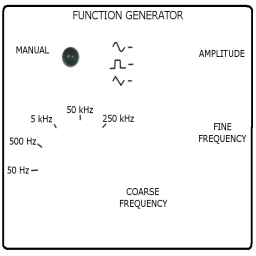 FUNCTION GENERATOR
MANUAL
AMPLITUDE
50 kHz
5 kHz
250 kHz
500 Hz
FINE
FREQUENCY
50 Hz
COARSE
FREQUENCY